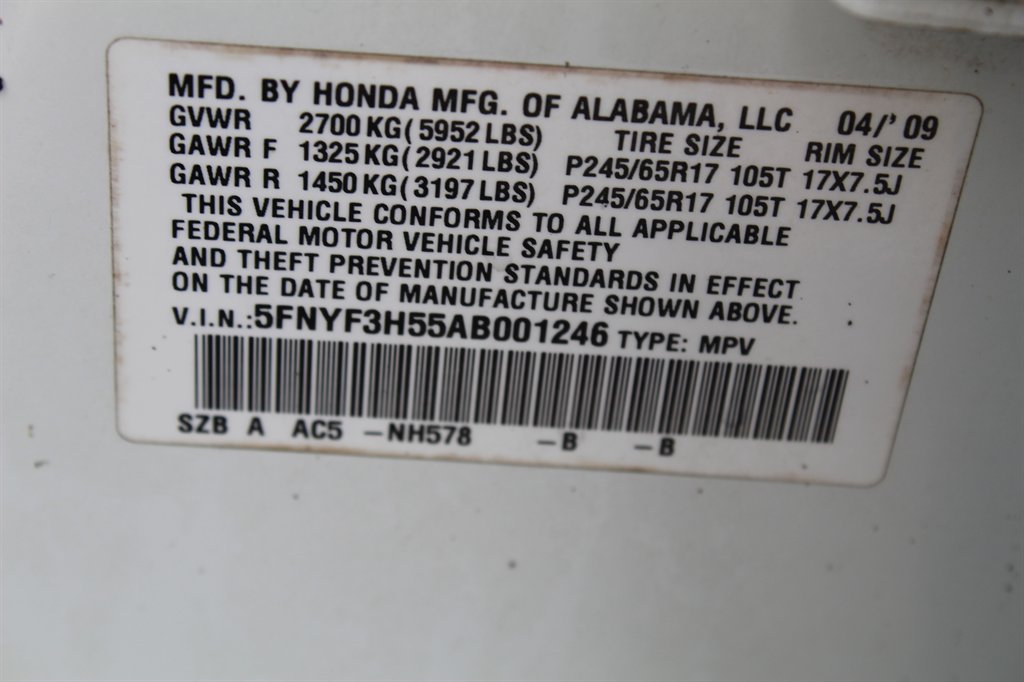 MFD. BY HONDA MFG. OF ALABAMA, LLC 04/'09
GVWR 2700 KG(5952 LBS) TIRE SIZE RIM SIZE
GAWR F 1325 KG(2921 LBS) P245/65R17 105T 17X7.5J
GAWR R 1450 KG(3197 LBS) P245/65R17 105T 17X7.5J
THIS VEHICLE CONFORMS TO ALL APPLICABLE
FEDERAL MOTOR VEHICLE SAFETY
AND THEFT PREVENTION STANDARDS IN EFFECT
ON THE DATE OF MANUFACTURE SHOWN ABOVE.
V.I.N.:5FNYF3H55AB001246 TYPE: MPV
SZB A AC5 -NH578 -B -B